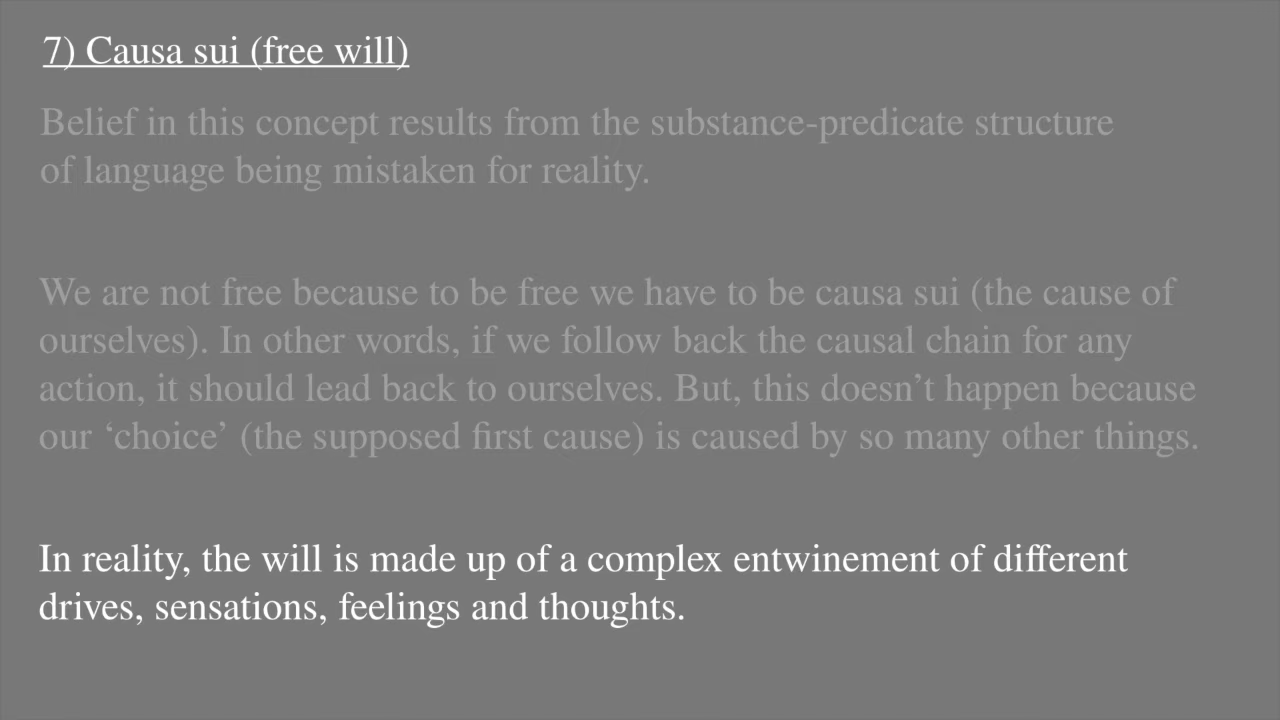 7) Causa sui (free will)
Belief in this concept results from the substance-predicate structure
of language being mistaken for reality.
We are not free because to be free we have to be causa sui (the cause of
ourselves). In other words, if we follow back the causal chain for any
action, it should lead back to ourselves. But, this doesn’t happen because
our ‘choice’ (the supposed first cause) is caused by so many other things.
In reality, the will is made up of a complex entwinement of different
drives, sensations, feelings and thoughts.